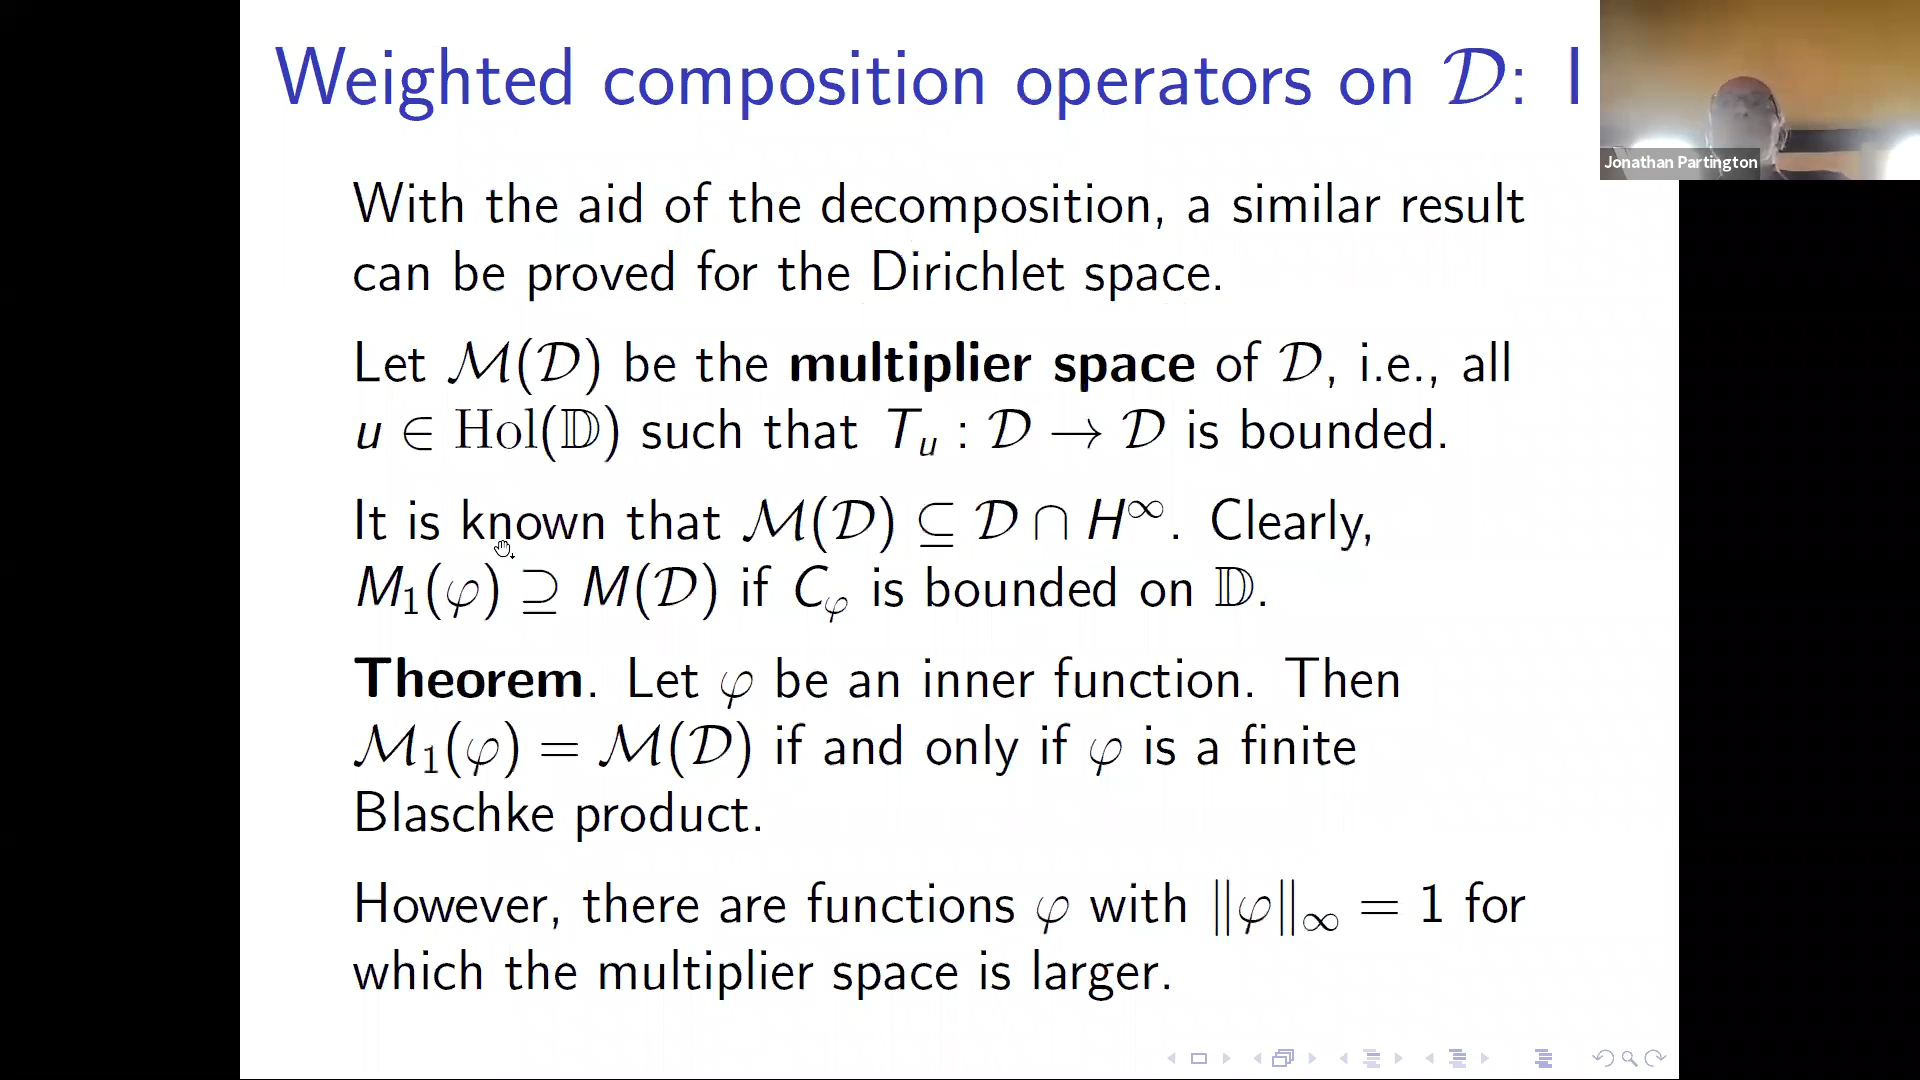 Weighted composition operators on 𝒟: I
Jonathan Partington
With the aid of the decomposition, a similar result
can be proved for the Dirichlet space.
Let ℳ(𝒟) be the multiplier space of 𝒟, i.e., all
u ∈ Hol(𝔻) such that T_u : 𝒟 → 𝒟 is bounded.
It is known that ℳ(𝒟) ⊆ 𝒟 ∩ H^∞. Clearly,
M₁(φ) ⊇ M(𝒟) if C_φ is bounded on 𝔻.
Theorem. Let φ be an inner function. Then
ℳ₁(φ) = ℳ(𝒟) if and only if φ is a finite
Blaschke product.
However, there are functions φ with ‖φ‖_∞ = 1 for
which the multiplier space is larger.